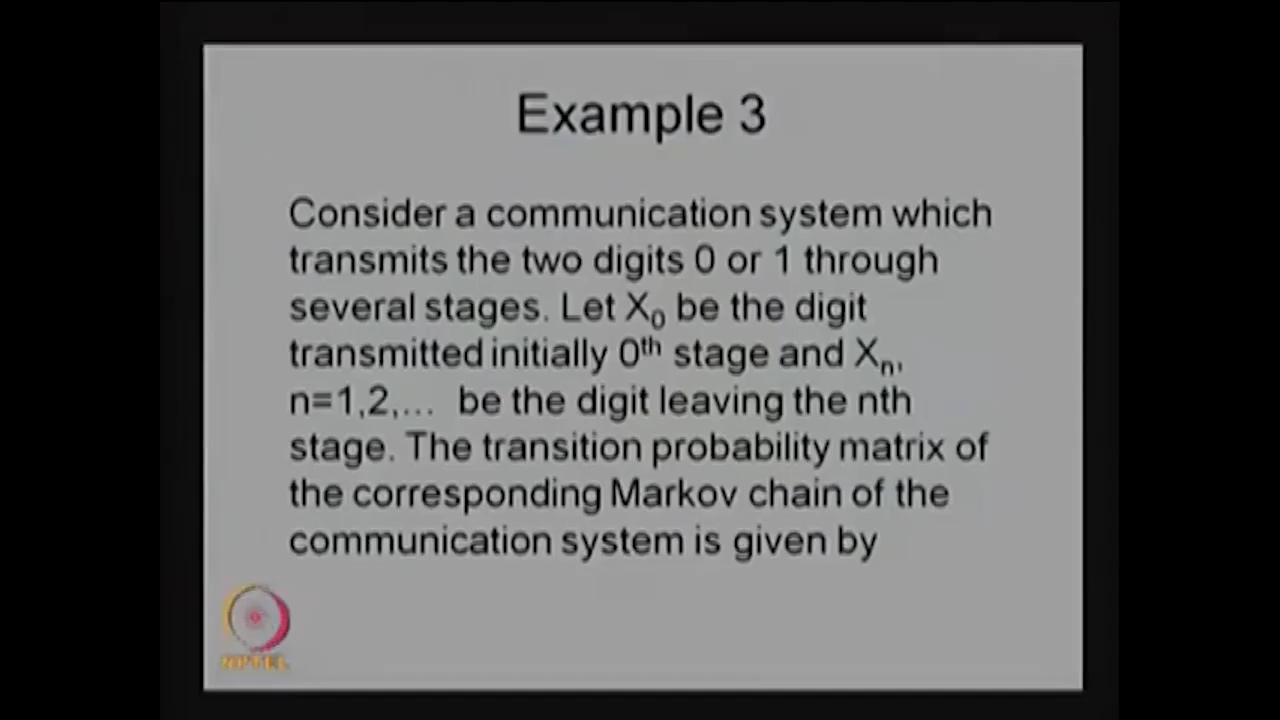 Example 3
Consider a communication system which
transmits the two digits 0 or 1 through
several stages. Let X₀ be the digit
transmitted initially 0ᵗʰ stage and Xₙ,
n=1,2,... be the digit leaving the nth
stage. The transition probability matrix of
the corresponding Markov chain of the
communication system is given by
NPTEL